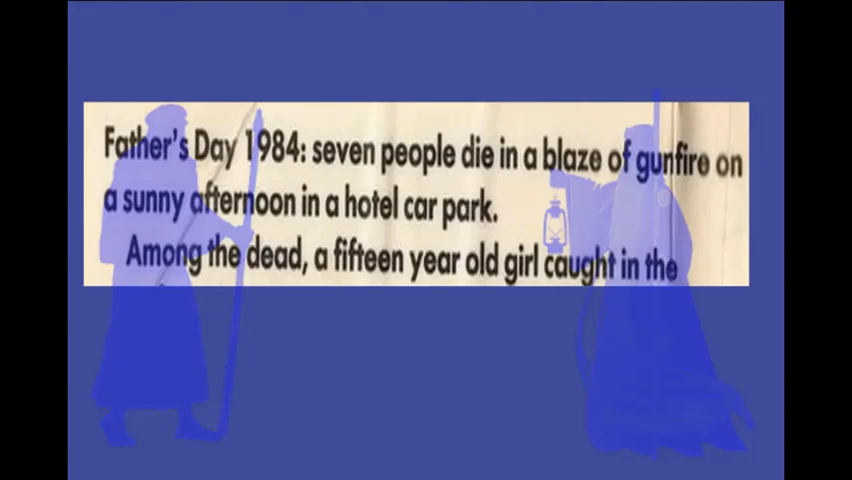 Father's Day 1984: seven people die in a blaze of gunfire on
a sunny afternoon in a hotel car park.
Among the dead, a fifteen year old girl caught in the